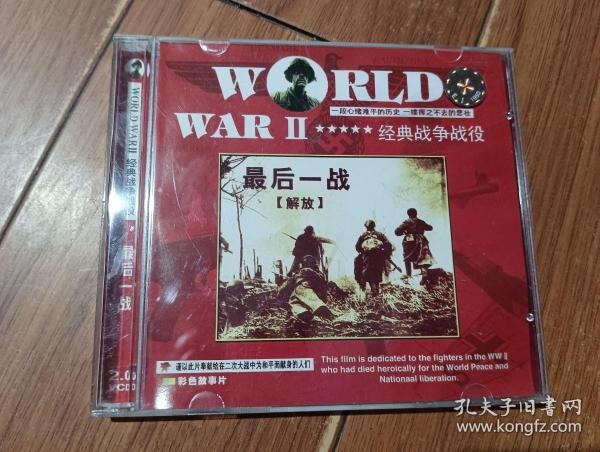 WORLD
一段心绪难平的历史 一缕挥之不去的悲壮
WAR II ★★★★★ 经典战争战役
最后一战
【解放】
谨以此片奉献给在二次大战中为和平而献身的人们
彩色故事片
This film is dedicated to the fighters in the WW II
who had died heroically for the World Peace and
Nationaal liberation.
WORLD WAR II 经典战争战役
最后一战
2.0
VCD
孔夫子旧书网
www.kongfz.com